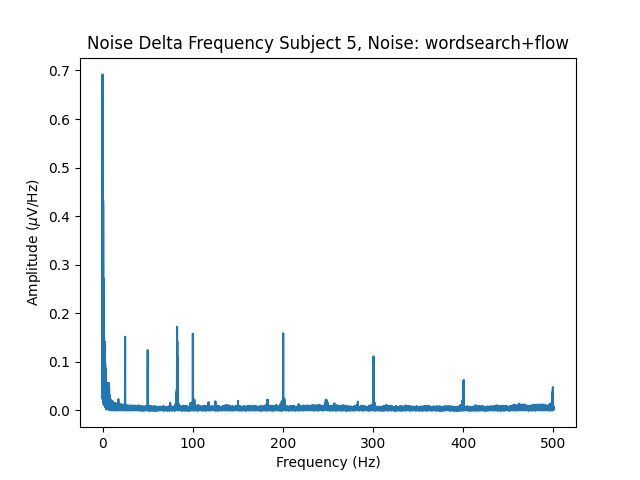 Noise Delta Frequency Subject 5, Noise: wordsearch+flow
0.7
0.6
0.5
0.4
0.3
0.2
0.1
0.0
Amplitude (μV/Hz)
0 100 200 300 400 500
Frequency (Hz)